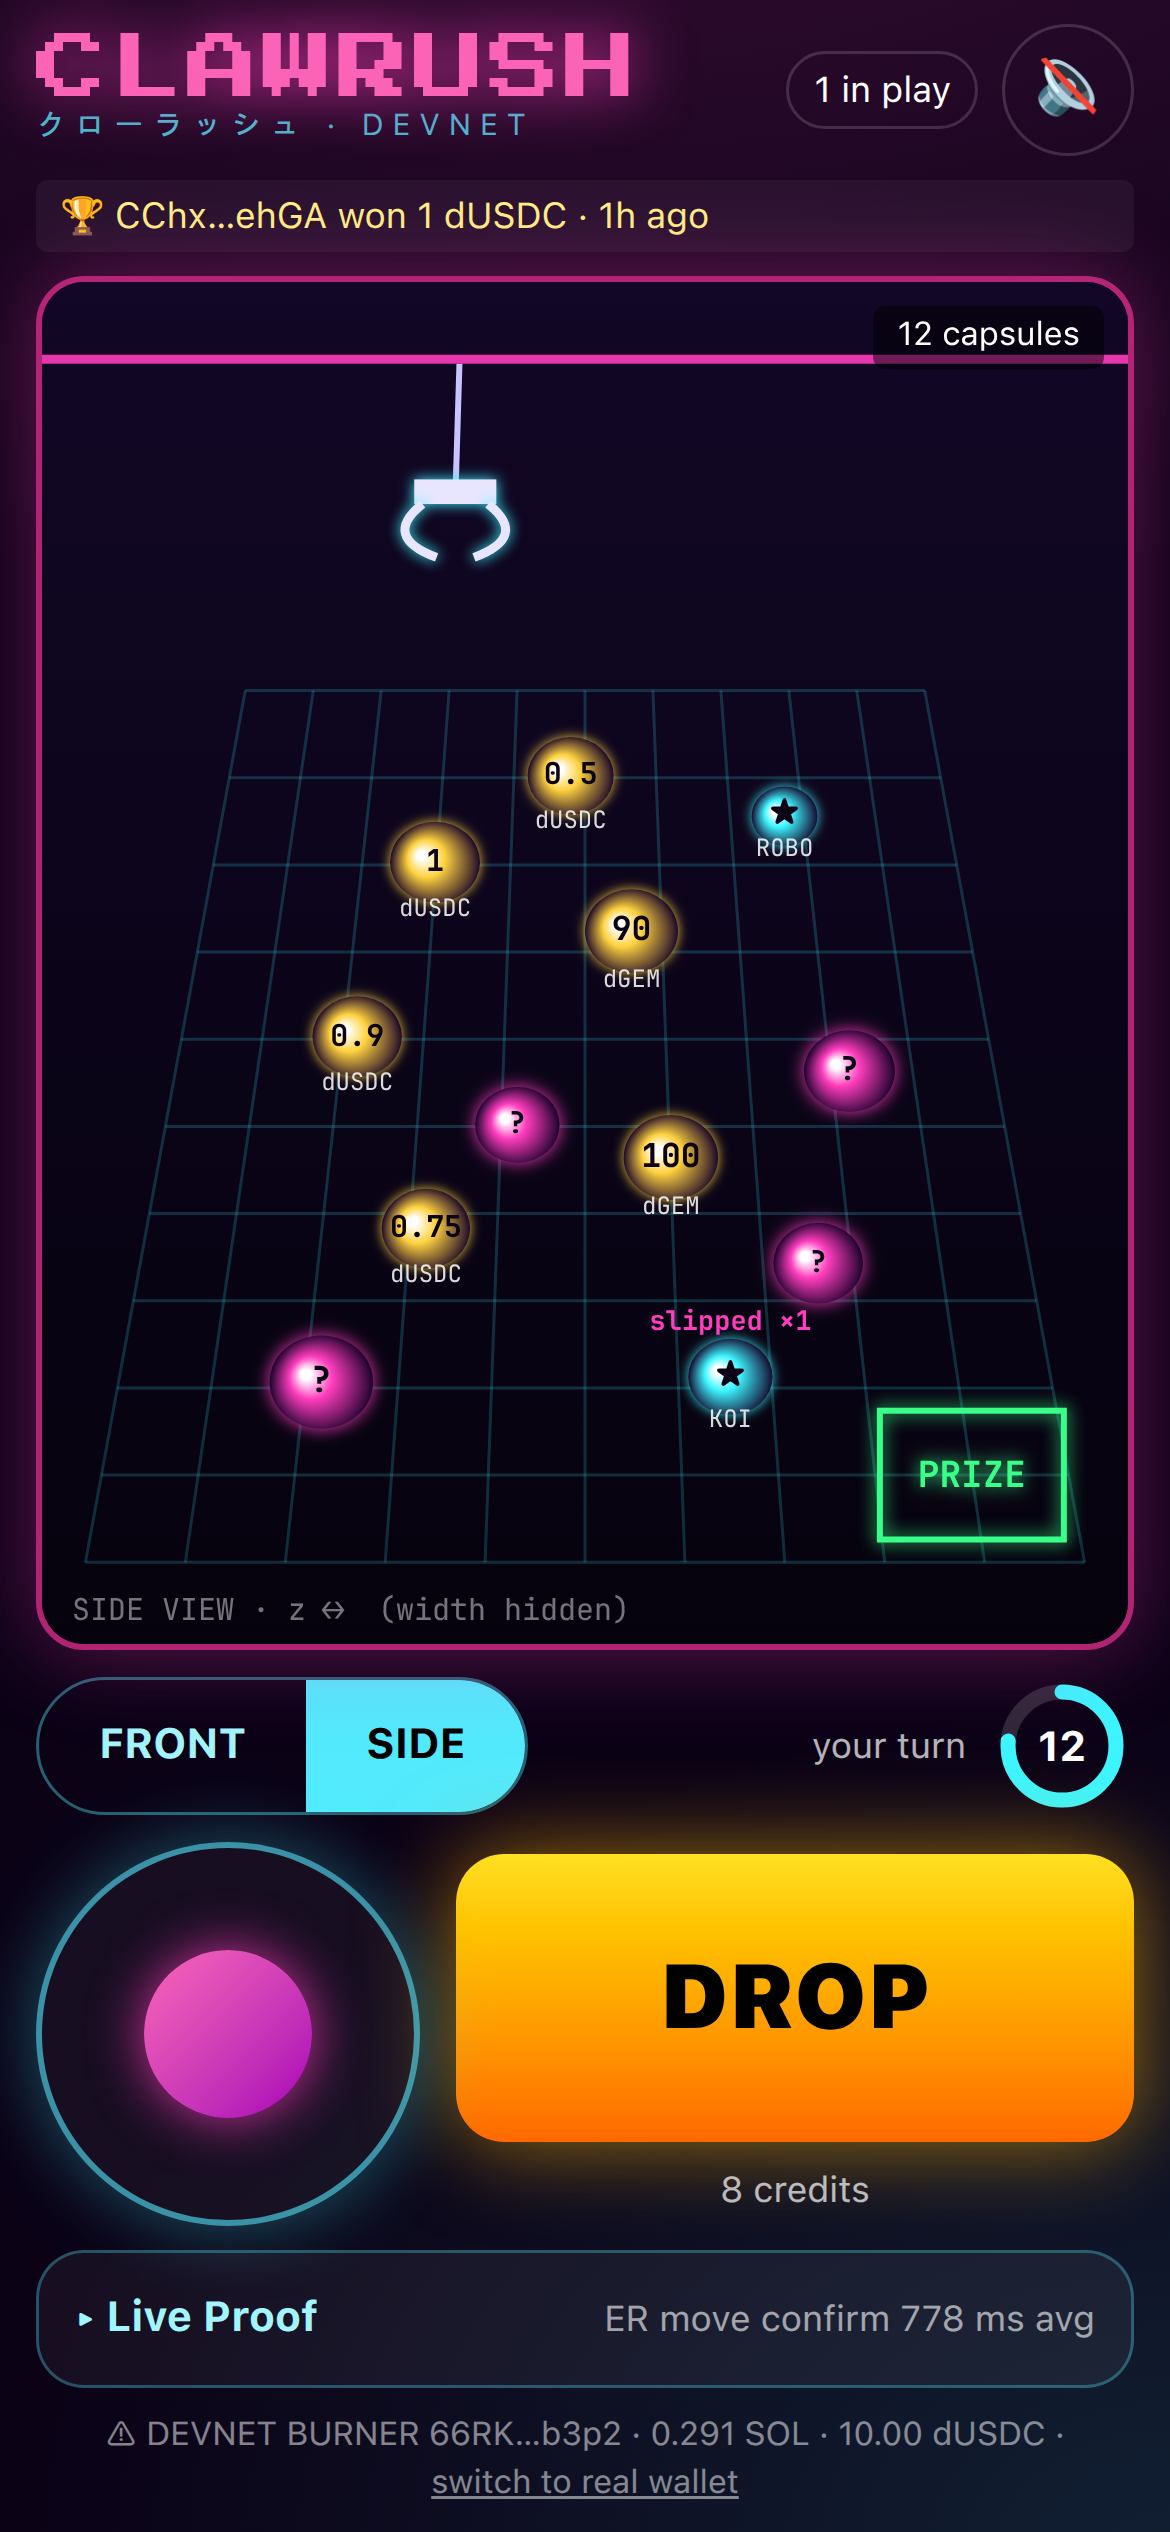 CLAWRUSH
クローラッシュ · DEVNET
1 in play
🏆 CChx...ehGA won 1 dUSDC · 1h ago
12 capsules
0.5
dUSDC
★
ROBO
1
dUSDC
90
dGEM
0.9
dUSDC
?
?
100
dGEM
0.75
dUSDC
?
slipped ×1
?
★
KOI
PRIZE
SIDE VIEW · z ↔ (width hidden)
FRONT
SIDE
your turn
12
DROP
8 credits
▸ Live Proof
ER move confirm 778 ms avg
⚠ DEVNET BURNER 66RK...b3p2 · 0.291 SOL · 10.00 dUSDC ·
switch to real wallet